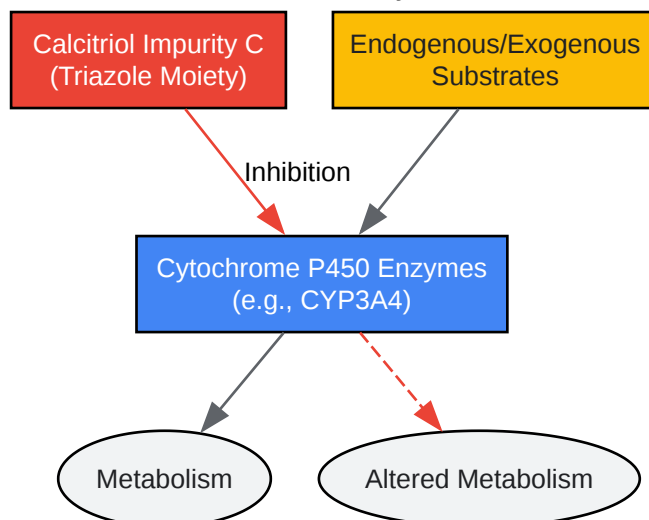 Calcitriol Impurity C
(Triazole Moiety)
Endogenous/Exogenous
Substrates
Inhibition
Cytochrome P450 Enzymes
(e.g., CYP3A4)
Metabolism
Altered Metabolism